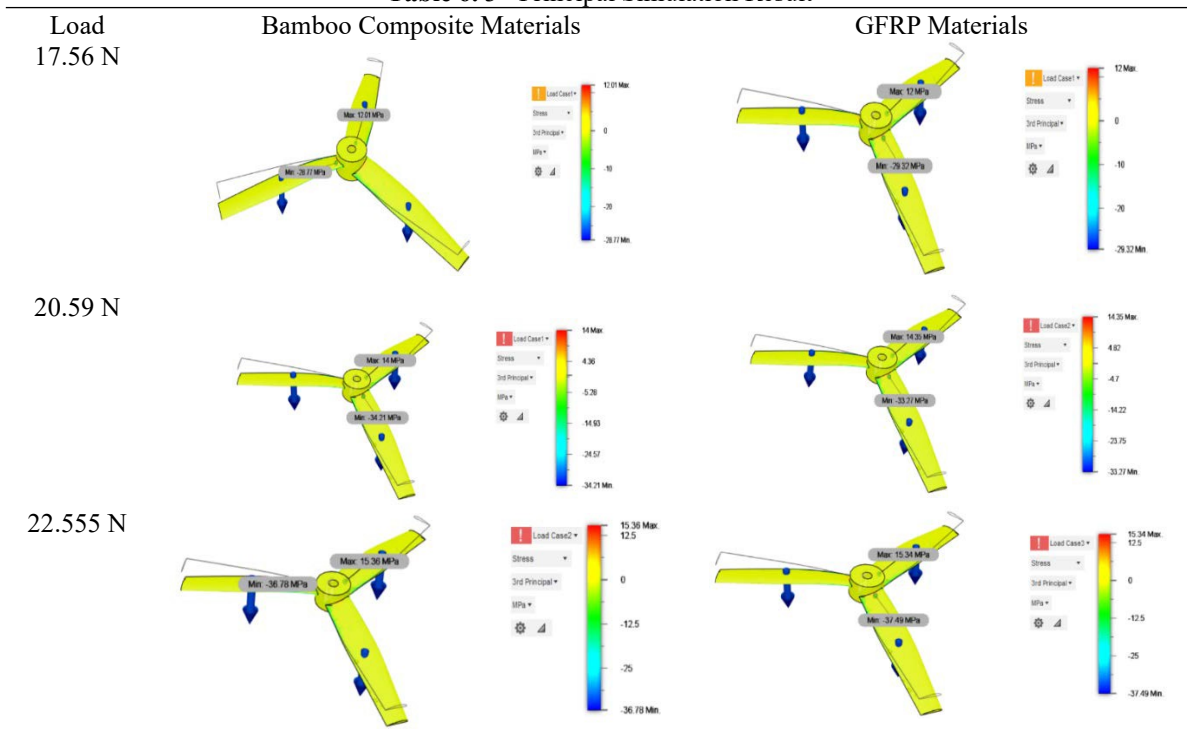 Load Bamboo Composite Materials GFRP Materials
17.56 N
12.01 Max.
Load Case1
Stress
3rd Principal
MPa
0
-10
-20
-28.77 Min.
Max: 12.01 MPa
Min: -28.77 MPa
12 Max.
Load Case1
Stress
3rd Principal
MPa
0
-10
-20
-29.32 Min.
Max: 12 MPa
Min: -29.32 MPa
20.59 N
14 Max.
Load Case1
Stress
3rd Principal
MPa
4.36
-5.28
-14.93
-24.57
-34.21 Min.
Max: 14 MPa
Min: -34.21 MPa
14.35 Max.
Load Case2
Stress
3rd Principal
MPa
4.82
-4.7
-14.22
-23.75
-33.27 Min.
Max: 14.35 MPa
Min: -33.27 MPa
22.555 N
15.36 Max.
12.5
Load Case2
Stress
3rd Principal
MPa
0
-12.5
-25
-36.78 Min.
Max: 15.36 MPa
Min: -36.78 MPa
15.34 Max.
12.5
Load Case3
Stress
3rd Principal
MPa
0
-12.5
-25
-37.49 Min.
Max: 15.34 MPa
Min: -37.49 MPa